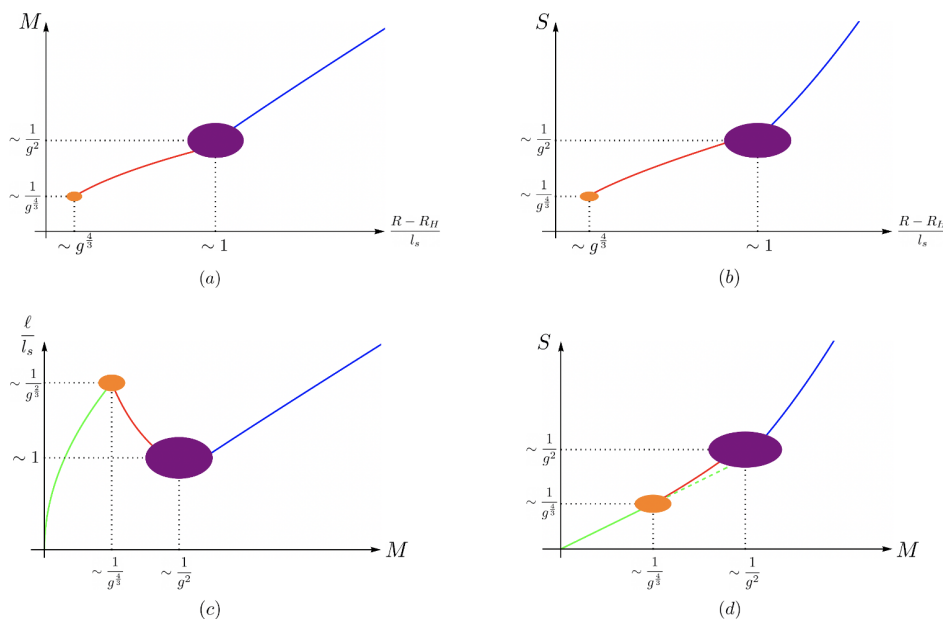 M
∼ 1/g²
∼ 1/g^{4/3}
∼ g^{4/3}
∼ 1
R − R_H / l_s
(a)
S
∼ 1/g²
∼ 1/g^{4/3}
∼ g^{4/3}
∼ 1
R − R_H / l_s
(b)
ℓ / l_s
∼ 1/g^{2/3}
∼ 1
∼ 1/g^{4/3}
∼ 1/g²
M
(c)
S
∼ 1/g²
∼ 1/g^{4/3}
∼ 1/g^{4/3}
∼ 1/g²
M
(d)